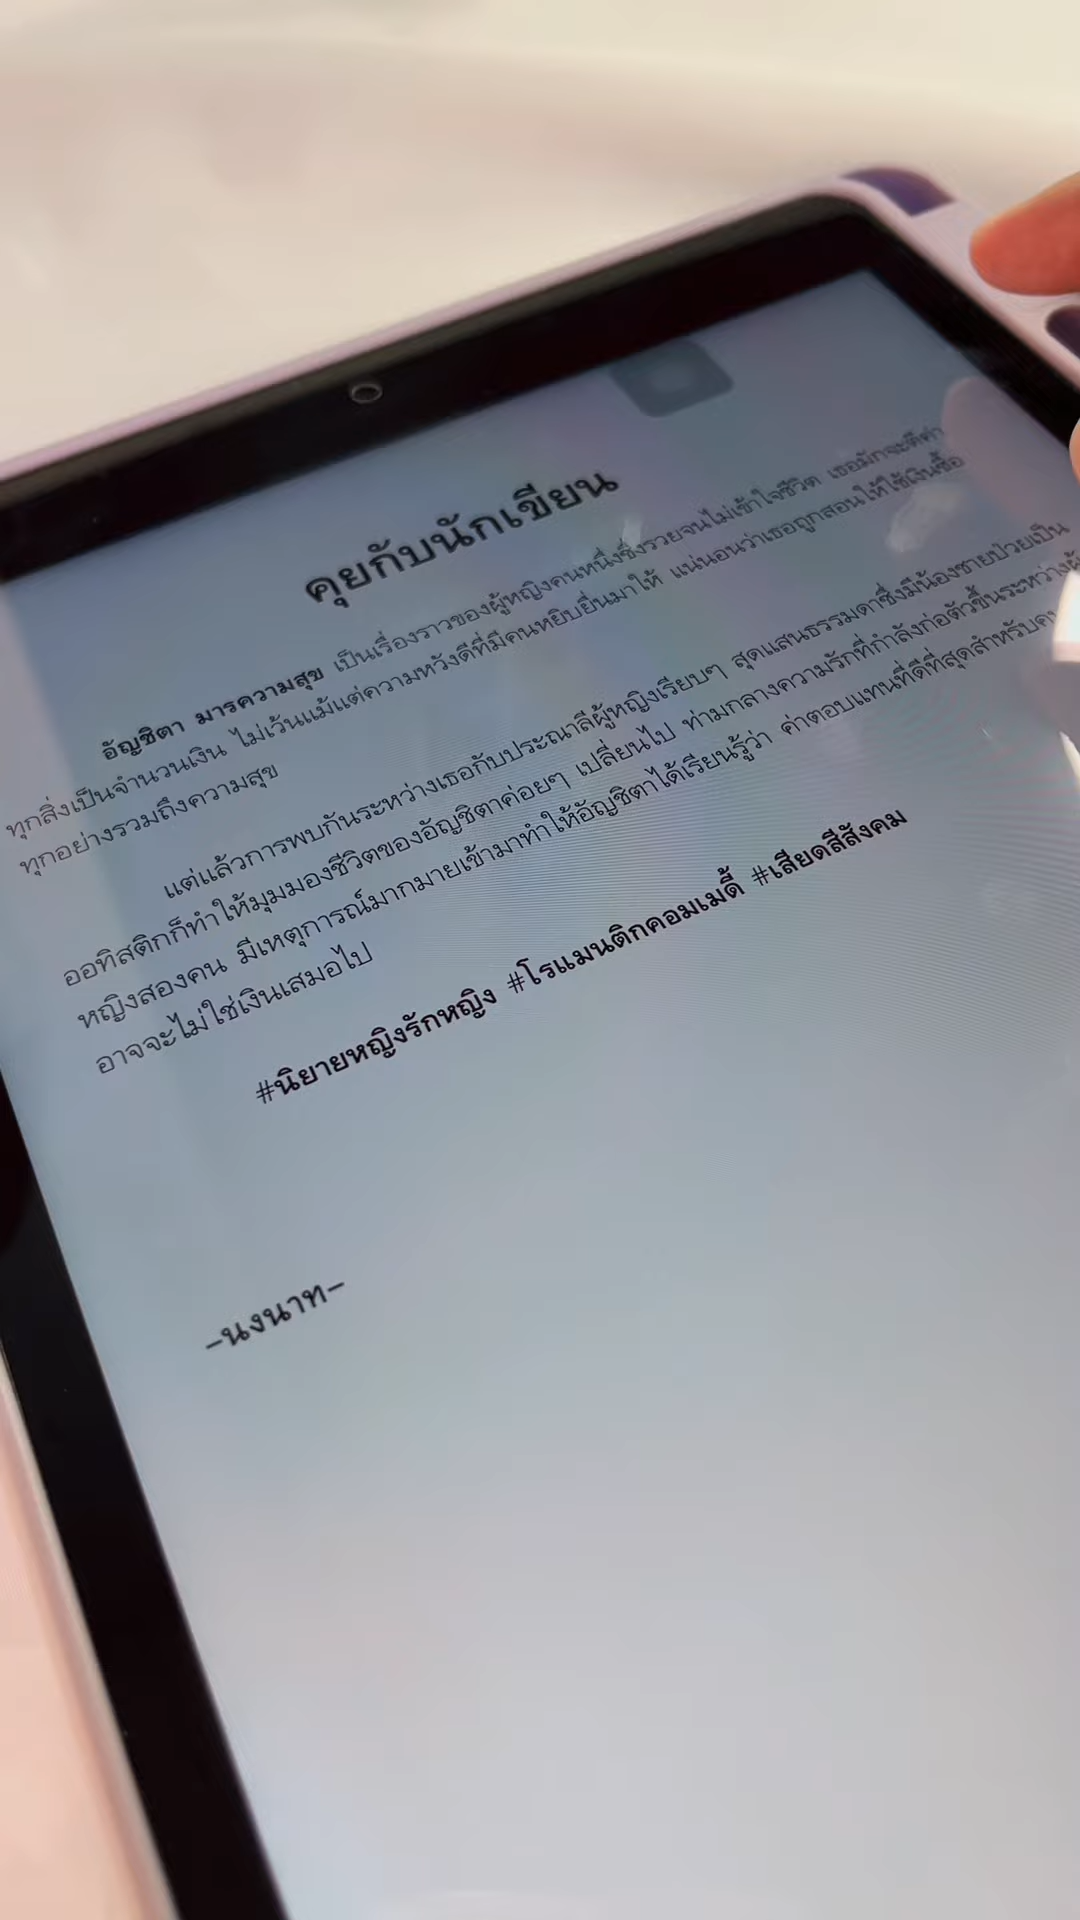 คุยกับนักเขียน
อัญชิตา มารความสุข เป็นเรื่องราวของผู้หญิงคนหนึ่งซึ่งรวยจนไม่เข้าใจชีวิต เธอมักจะตีค่า
ทุกสิ่งเป็นจำนวนเงิน ไม่เว้นแม้แต่ความหวังดีที่มีคนหยิบยื่นมาให้ แน่นอนว่าเธอถูกสอนให้ใช้เงินซื้อ
ทุกอย่างรวมถึงความสุข
แต่แล้วการพบกันระหว่างเธอกับประณาลีผู้หญิงเรียบๆ สุดแสนธรรมดาซึ่งมีน้องชายป่วยเป็น
ออทิสติกก็ทำให้มุมมองชีวิตของอัญชิตาค่อยๆ เปลี่ยนไป ท่ามกลางความรักที่กำลังก่อตัวขึ้นระหว่าง
หญิงสองคน มีเหตุการณ์มากมายเข้ามาทำให้อัญชิตาได้เรียนรู้ว่า ค่าตอบแทนที่ดีที่สุดสำหรับ
อาจจะไม่ใช่เงินเสมอไป
#นิยายหญิงรักหญิง #โรแมนติกคอมเมดี้ #เสียดสีสังคม
–นงนาท–